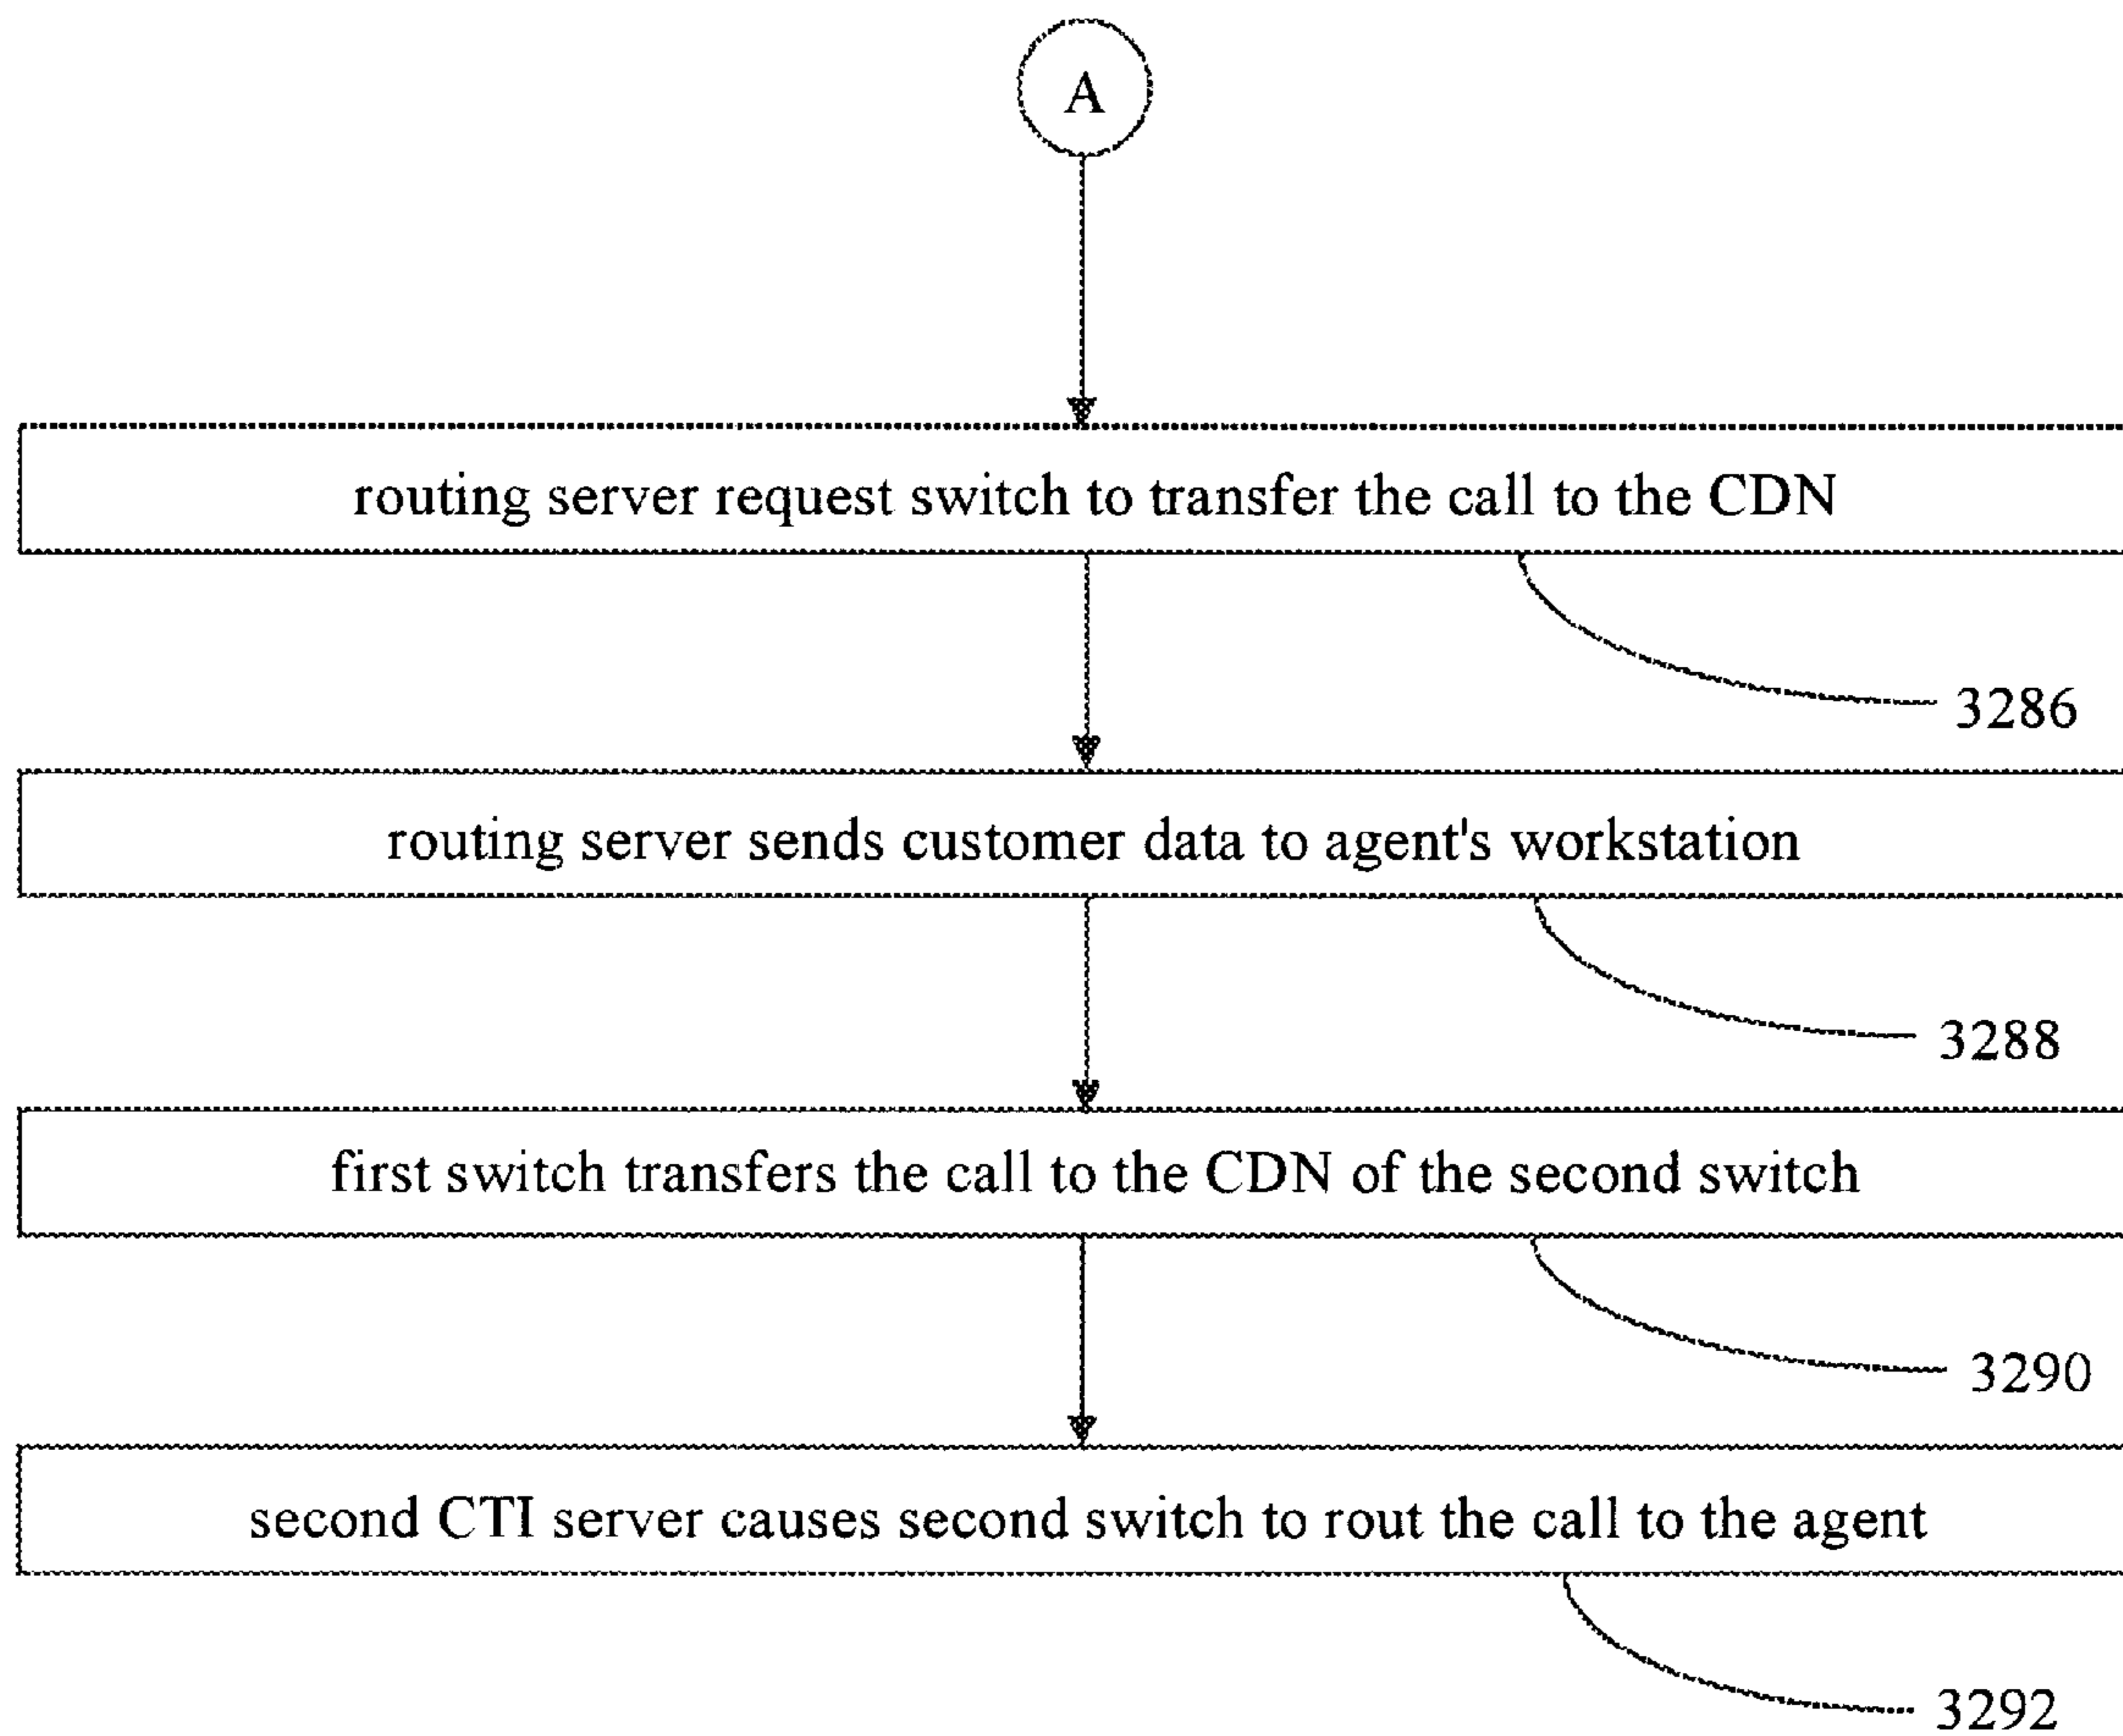 A
routing server request switch to transfer the call to the CDN
3286
routing server sends customer data to agent's workstation
3288
first switch transfers the call to the CDN of the second switch
3290
second CTI server causes second switch to rout the call to the agent
3292